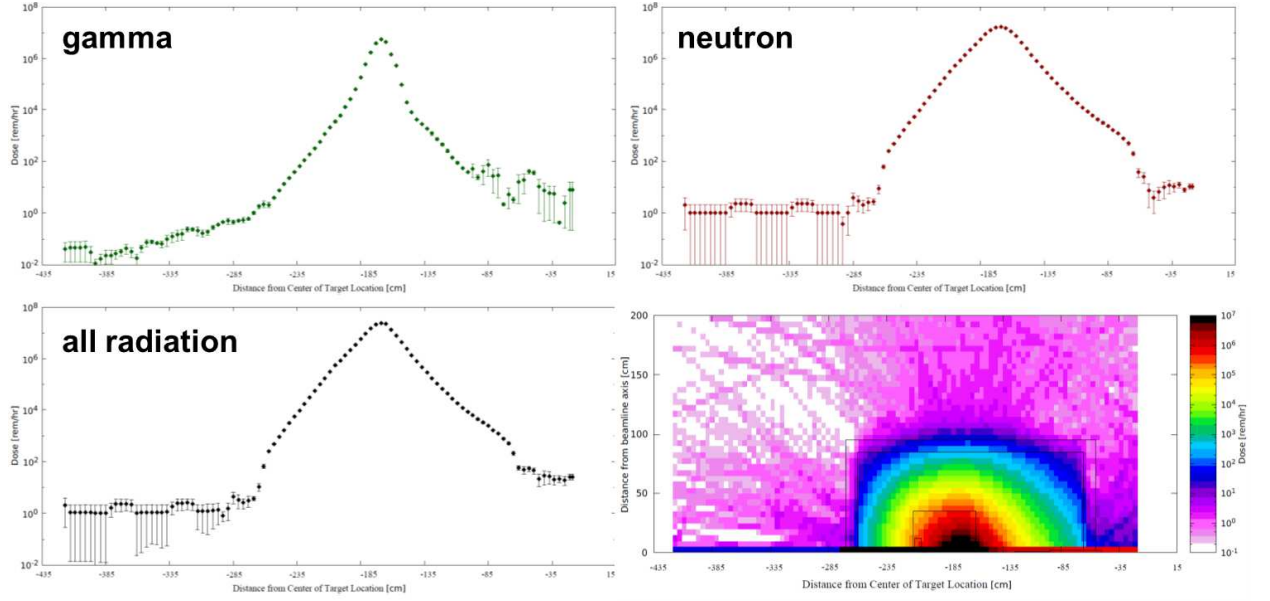 gamma
Dose [rem/hr]
10^8
10^6
10^4
10^2
10^0
10^-2
-435 -385 -335 -285 -235 -185 -135 -85 -35 15
Distance from Center of Target Location [cm]
neutron
Dose [rem/hr]
10^8
10^6
10^4
10^2
10^0
10^-2
-435 -385 -335 -285 -235 -185 -135 -85 -35 15
Distance from Center of Target Location [cm]
all radiation
Dose [rem/hr]
10^8
10^6
10^4
10^2
10^0
10^-2
-435 -385 -335 -285 -235 -185 -135 -85 -35 15
Distance from Center of Target Location [cm]
Distance from beamline axis [cm]
200
150
100
50
0
-435 -385 -335 -285 -235 -185 -135 -85 -35 15
Distance from Center of Target Location [cm]
10^7
10^6
10^5
10^4
10^3
10^2
10^1
10^0
10^-1
Dose [rem/hr]